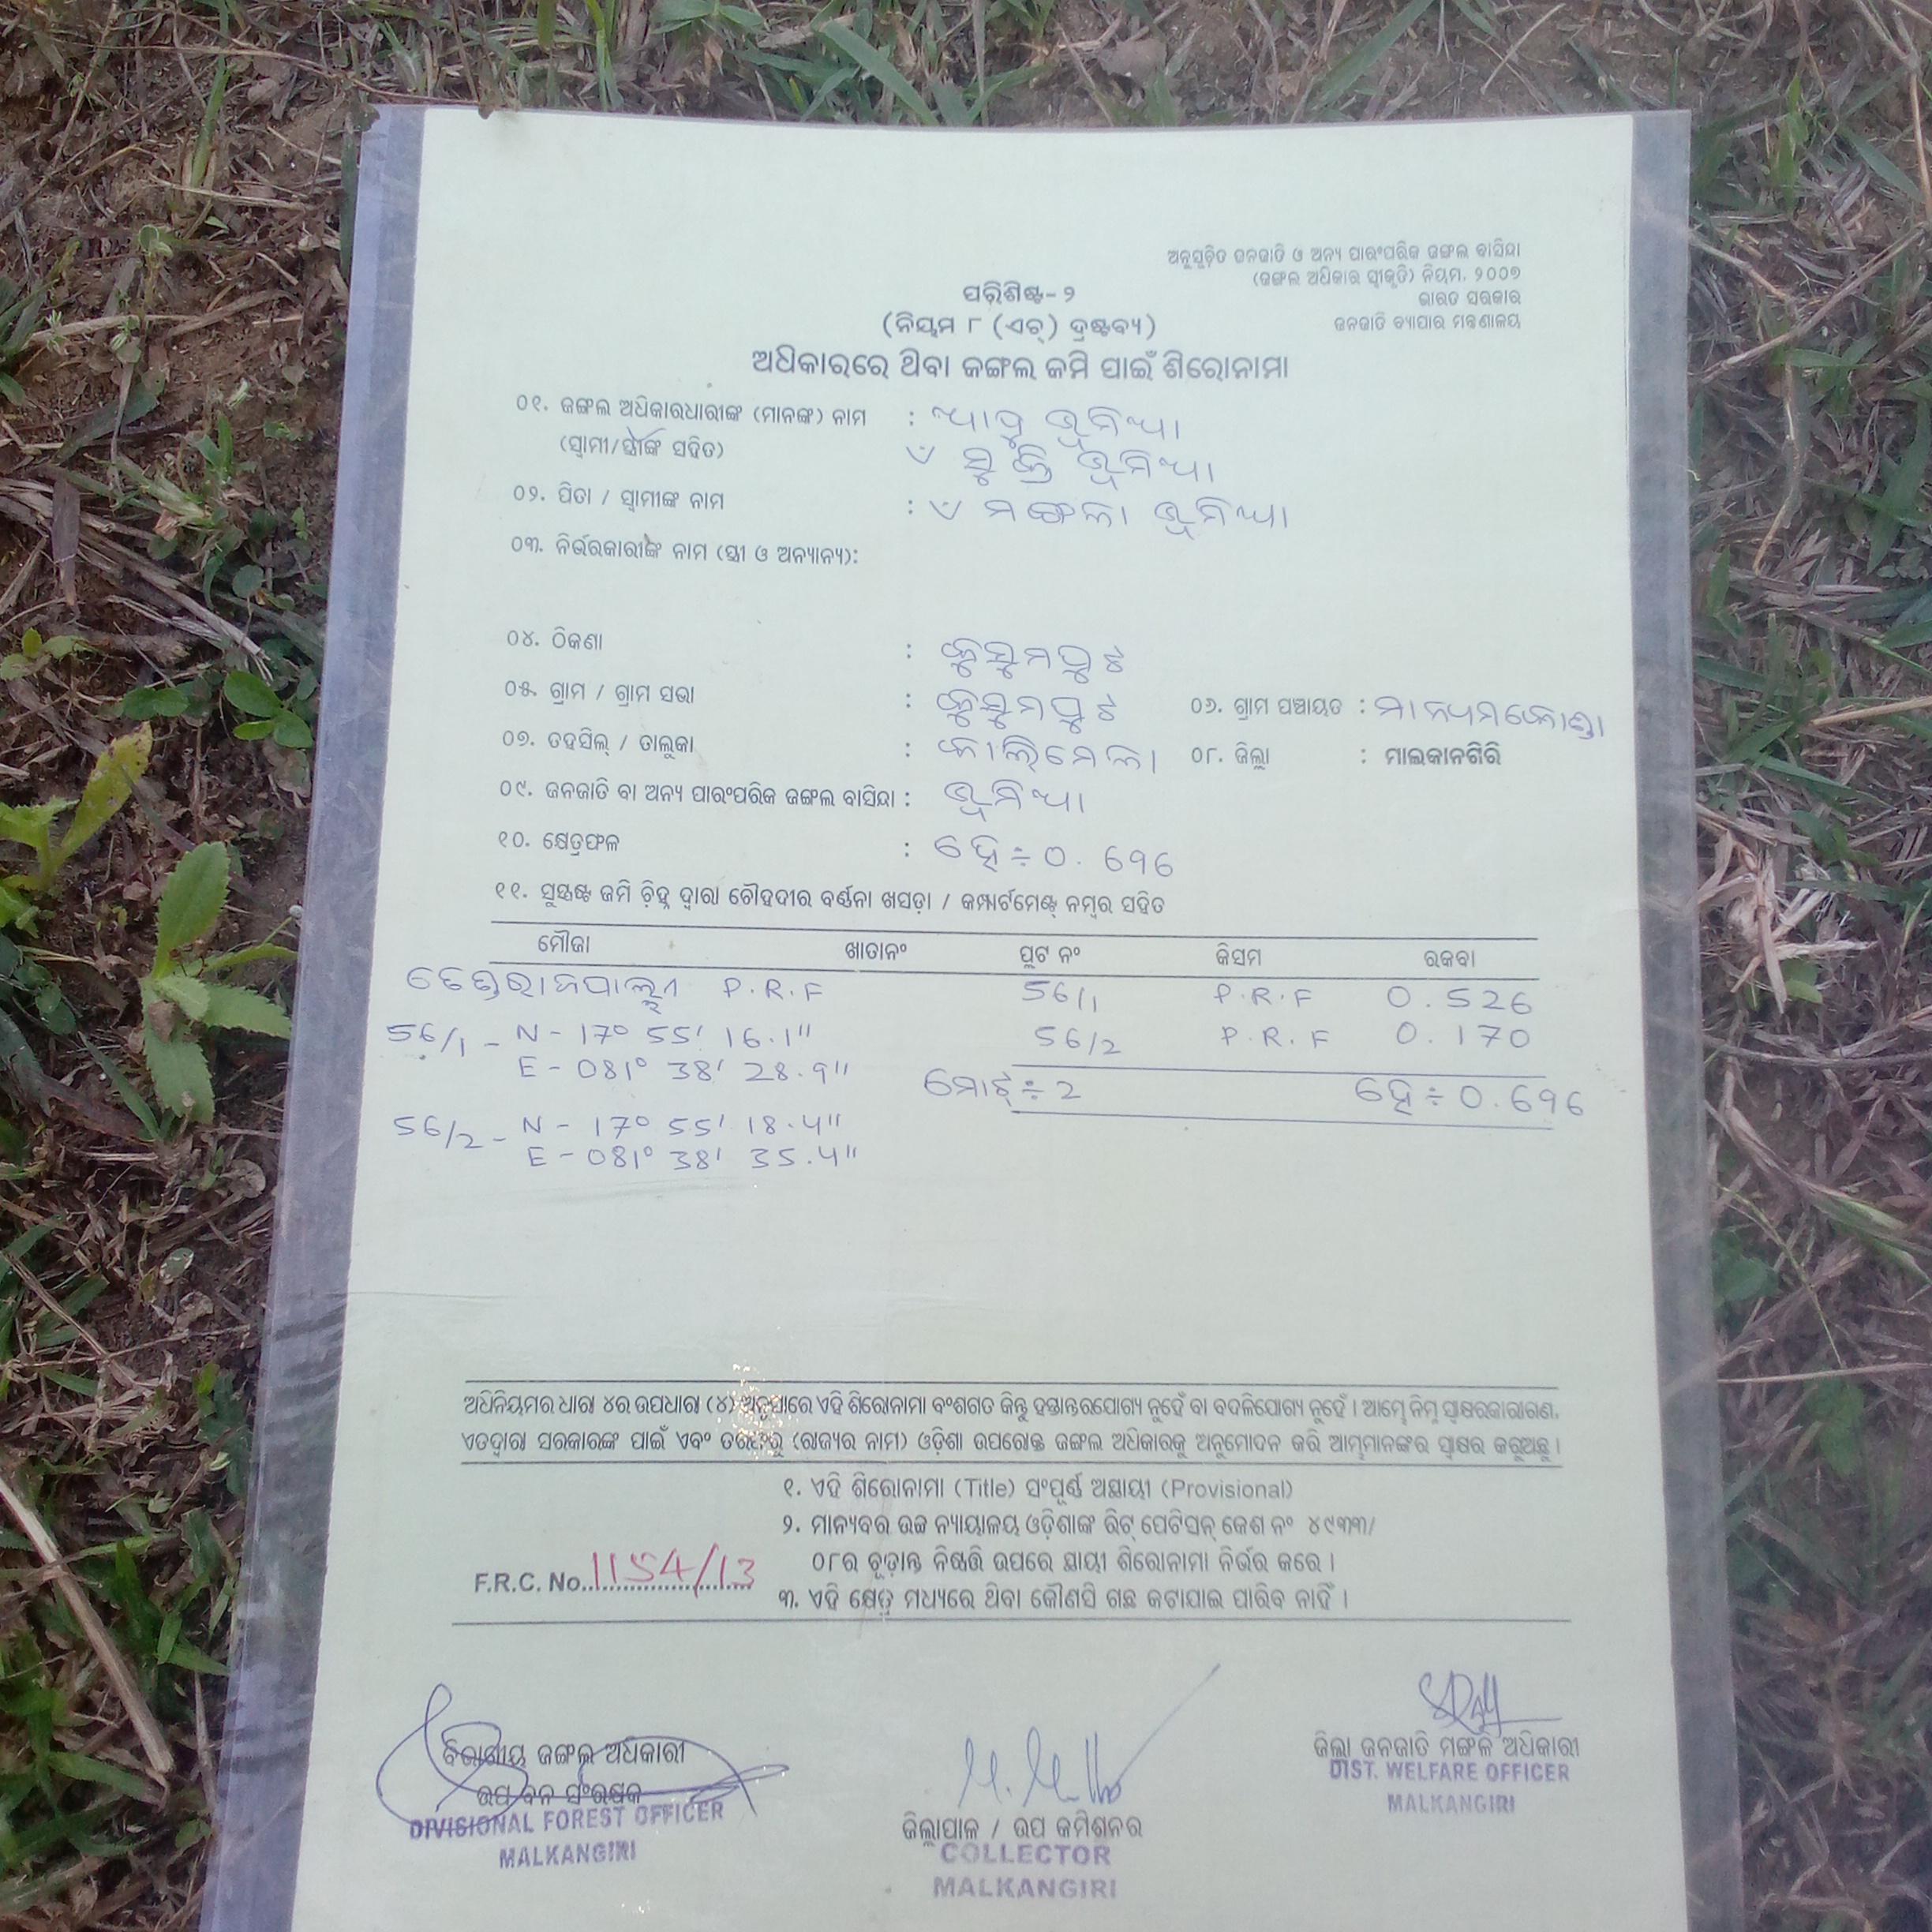 ଅନୁସୂଚିତ ଜନଜାତି ଓ ଅନ୍ୟ ପାରଂପରିକ ଜଙ୍ଗଲ ବାସିନ୍ଦା
(ଜଙ୍ଗଲ ଅଧିକାର ସ୍ୱୀକୃତି) ନିୟମ, ୨୦୦୭
ଭାରତ ସରକାର
ଜନଜାତି ବ୍ୟାପାର ମନ୍ତ୍ରଣାଳୟ
ପରିଶିଷ୍ଟ-୨
(ନିୟମ ୮ (ଏଚ୍) ଦ୍ରଷ୍ଟବ୍ୟ)
ଅଧିକାରରେ ଥିବା ଜଙ୍ଗଲ ଜମି ପାଇଁ ଶିରୋନାମା
୦୧. ଜଙ୍ଗଲ ଅଧିକାରଧାରୀଙ୍କ (ମାନଙ୍କ) ନାମ :
(ସ୍ୱାମୀ/ସ୍ତ୍ରୀଙ୍କ ସହିତ)
୦୨. ପିତା / ସ୍ୱାମୀଙ୍କ ନାମ :
୦୩. ନିର୍ଭରକାରୀଙ୍କ ନାମ (ସ୍ତ୍ରୀ ଓ ଅନ୍ୟାନ୍ୟ):
୦୪. ଠିକଣା : କୁସୁମପୁଟ
୦୫. ଗ୍ରାମ / ଗ୍ରାମ ସଭା : କୁସୁମପୁଟ ୦୬. ଗ୍ରାମ ପଞ୍ଚାୟତ : ମାନ୍ୟମକୋଣ୍ଡା
୦୭. ତହସିଲ୍ / ତାଲୁକା : କାଲିମେଳା ୦୮. ଜିଲ୍ଲା : ମାଲକାନଗିରି
୦୯. ଜନଜାତି ବା ଅନ୍ୟ ପାରଂପରିକ ଜଙ୍ଗଲ ବାସିନ୍ଦା : ଭୂମିଆ
୧୦. କ୍ଷେତ୍ରଫଳ : ହେ ÷ 0.696
୧୧. ସୁସ୍ପଷ୍ଟ ଜମି ଚିହ୍ନ ଦ୍ୱାରା ଚୌହଦୀର ବର୍ଣ୍ଣନା ଖସଡ଼ା / କମ୍ପାର୍ଟମେଣ୍ଟ୍ ନମ୍ବର ସହିତ
ମୌଜା ଖାତାନଂ ପ୍ଲଟ ନଂ କିସମ ରକବା
P.R.F 56/1 P.R.F 0.526
56/1 - N - 17° 55' 16.1" 56/2 P.R.F 0.170
E - 081° 38' 28.9"
ମୋଟ୍ ÷ 2 ହେ ÷ 0.696
56/2 - N - 17° 55' 18.4"
E - 081° 38' 35.4"
ଅଧିନିୟମର ଧାରା ୪ର ଉପଧାରା (୪) ଅନୁସାରେ ଏହି ଶିରୋନାମା ବଂଶଗତ କିନ୍ତୁ ହସ୍ତାନ୍ତରଯୋଗ୍ୟ ନୁହେଁ ବା ବଦଳିଯୋଗ୍ୟ ନୁହେଁ । ଆମ୍ଭେ ନିମ୍ନ ସ୍ୱାକ୍ଷରକାରୀଗଣ,
ଏତଦ୍ୱାରା ସରକାରଙ୍କ ପାଇଁ ଏବଂ ତରଫରୁ (ରାଜ୍ୟର ନାମ) ଓଡ଼ିଶା ଉପରୋକ୍ତ ଜଙ୍ଗଲ ଅଧିକାରକୁ ଅନୁମୋଦନ କରି ଆମ୍ଭମାନଙ୍କର ସ୍ୱାକ୍ଷର କରୁଅଛୁ ।
୧. ଏହି ଶିରୋନାମା (Title) ସଂପୂର୍ଣ୍ଣ ଅସ୍ଥାୟୀ (Provisional)
୨. ମାନ୍ୟବର ଉଚ୍ଚ ନ୍ୟାୟାଳୟ ଓଡ଼ିଶାଙ୍କ ରିଟ୍ ପେଟିସନ୍ କେଶ ନଂ ୪୯୩୩/
୦୮ର ଚୂଡ଼ାନ୍ତ ନିଷ୍ପତ୍ତି ଉପରେ ସ୍ଥାୟୀ ଶିରୋନାମା ନିର୍ଭର କରେ ।
F.R.C. No. 1154/13
୩. ଏହି କ୍ଷେତ୍ର ମଧ୍ୟରେ ଥିବା କୌଣସି ଗଛ କଟାଯାଇ ପାରିବ ନାହିଁ ।
ବିଭାଗୀୟ ଜଙ୍ଗଲ ଅଧିକାରୀ
ଉପ ବନ ସଂରକ୍ଷକ
DIVISIONAL FOREST OFFICER
MALKANGIRI
ଜିଲ୍ଲାପାଳ / ଉପ କମିଶନର
COLLECTOR
MALKANGIRI
ଜିଲ୍ଲା ଜନଜାତି ମଙ୍ଗଳ ଅଧିକାରୀ
DIST. WELFARE OFFICER
MALKANGIRI